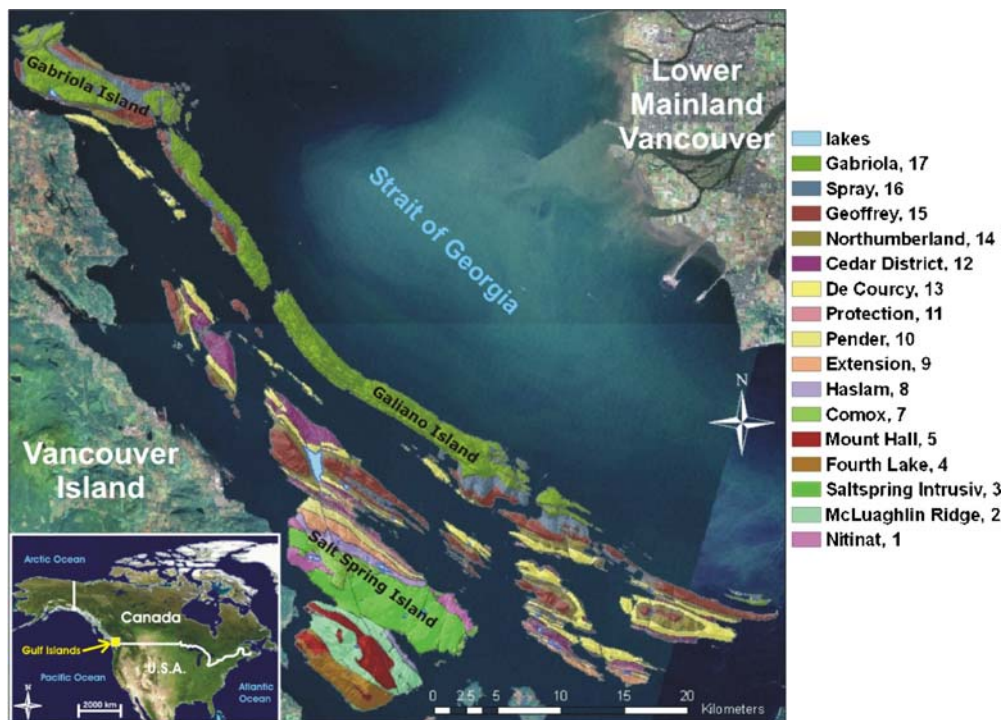 Gabriola Island
Lower
Mainland
Vancouver
Strait of Georgia
Galiano Island
Vancouver
Island
Salt Spring Island
N
0 2.5 5 10 15 20
Kilometers
Arctic Ocean
Canada
Gulf Islands
U.S.A.
Pacific Ocean
Atlantic
Ocean
N
2000 km
lakes
Gabriola, 17
Spray, 16
Geoffrey, 15
Northumberland, 14
Cedar District, 12
De Courcy, 13
Protection, 11
Pender, 10
Extension, 9
Haslam, 8
Comox, 7
Mount Hall, 5
Fourth Lake, 4
Saltspring Intrusiv, 3
McLuaghlin Ridge, 2
Nitinat, 1